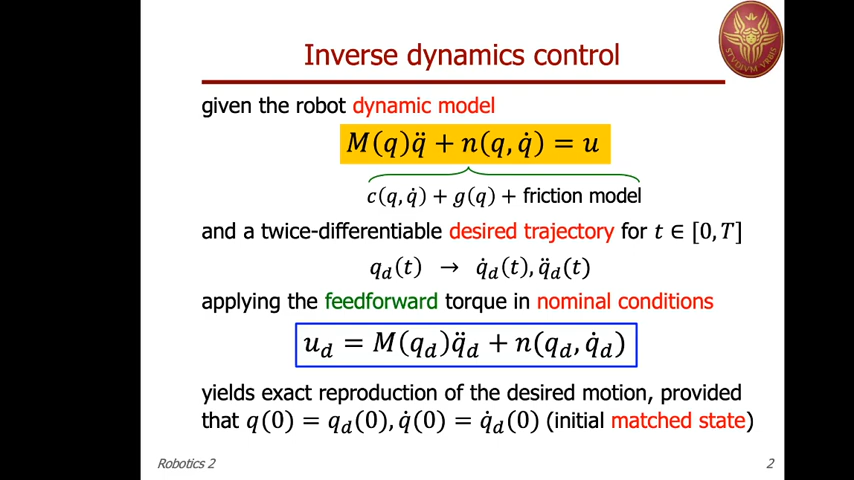 Inverse dynamics control
STVDIVM VRBIS
given the robot dynamic model
M(q)q̈ + n(q, q̇) = u
c(q, q̇) + g(q) + friction model
and a twice-differentiable desired trajectory for t ∈ [0, T]
q_d(t) → q̇_d(t), q̈_d(t)
applying the feedforward torque in nominal conditions
u_d = M(q_d)q̈_d + n(q_d, q̇_d)
yields exact reproduction of the desired motion, provided
that q(0) = q_d(0), q̇(0) = q̇_d(0) (initial matched state)
Robotics 2
2